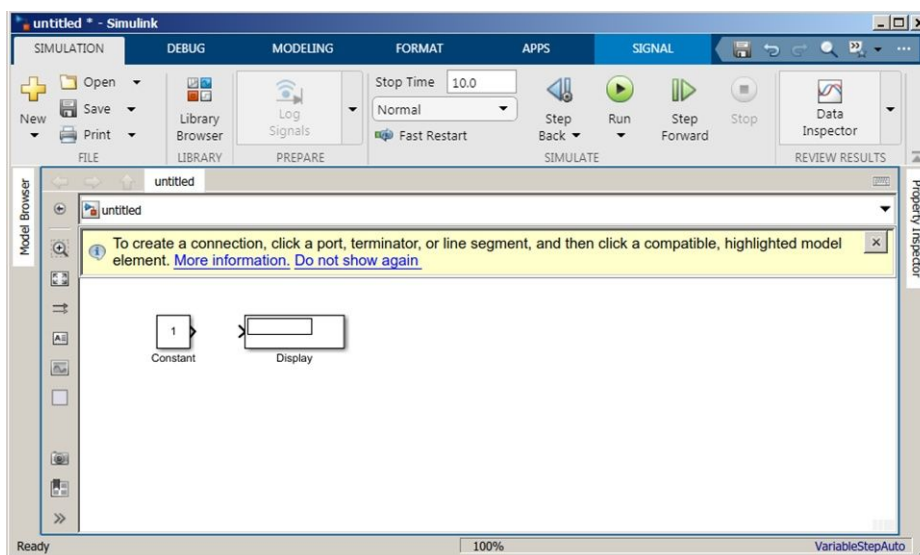 untitled * - Simulink
SIMULATION DEBUG MODELING FORMAT APPS SIGNAL
New
Open
Save
Print
FILE
Library
Browser
LIBRARY
Log
Signals
PREPARE
Stop Time 10.0
Normal
Fast Restart
Step
Back
Run
Step
Forward
Stop
SIMULATE
Data
Inspector
REVIEW RESULTS
Model Browser
Property Inspector
untitled
untitled
To create a connection, click a port, terminator, or line segment, and then click a compatible, highlighted model
element. More information. Do not show again
1
Constant
Display
Ready 100% VariableStepAuto